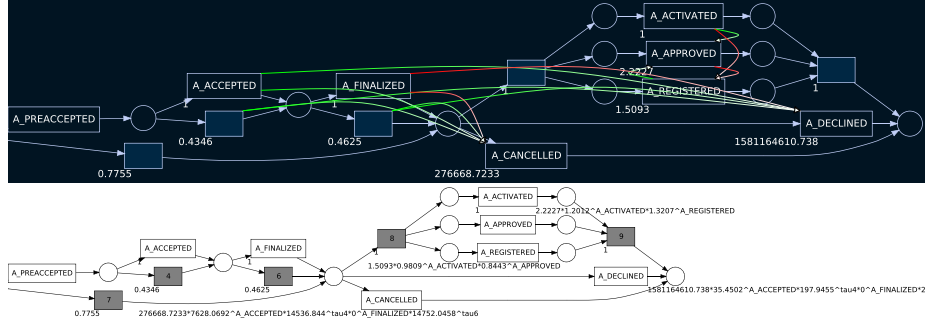 A_ACTIVATED
1
A_APPROVED
2.2227
A_ACCEPTED
A_FINALIZED
1
1
1
A_REGISTERED
1.5093
A_PREACCEPTED
A_DECLINED
0.4346
0.4625
1581164610.738
A_CANCELLED
0.7755
276668.7233
A_ACTIVATED
1
2.2227*1.2012^A_ACTIVATED*1.3207^A_REGISTERED
A_APPROVED
8
9
A_ACCEPTED
A_FINALIZED
1
1
1
A_REGISTERED
1
1.5093*0.9809^A_ACTIVATED*0.8443^A_APPROVED
A_PREACCEPTED
4
6
A_DECLINED
0.4346
0.4625
1581164610.738*35.4502^A_ACCEPTED*197.9455^tau4*0^A_FINALIZED*2
7
A_CANCELLED
0.7755
276668.7233*7628.0692^A_ACCEPTED*14536.844^tau4*0^A_FINALIZED*14752.0458^tau6